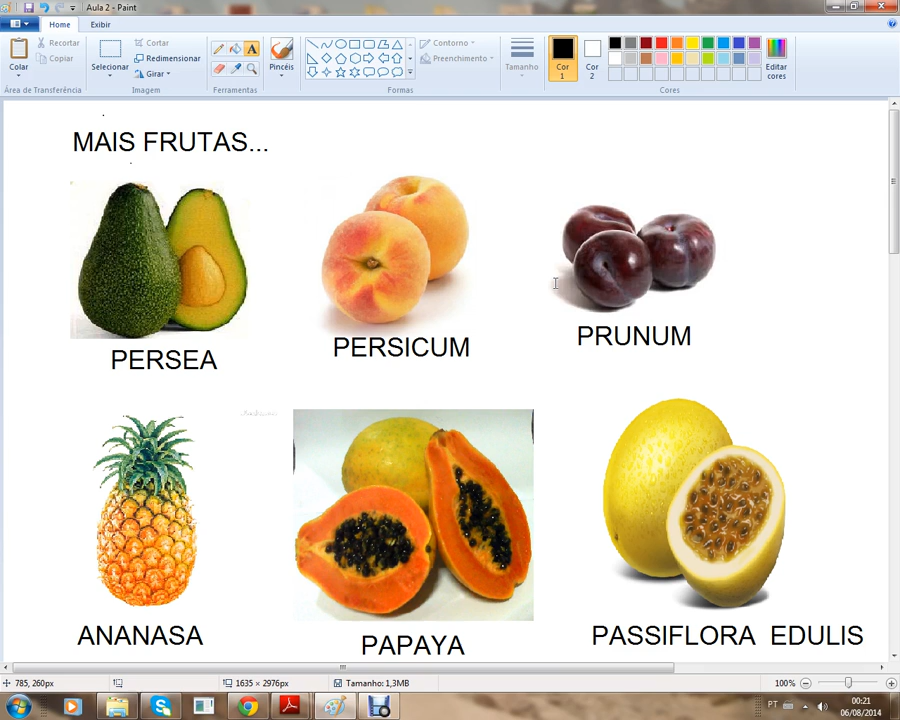 Aula 2 - Paint
Home
Exibir
Colar
Recortar
Copiar
Área de Transferência
Selecionar
Cortar
Redimensionar
Girar
Imagem
Ferramentas
Pincéis
Formas
Contorno
Preenchimento
Tamanho
Cor 1
Cor 2
Editar cores
Cores
MAIS FRUTAS...
PERSEA
PERSICUM
PRUNUM
ANANASA
PAPAYA
PASSIFLORA EDULIS
785, 260px
1635 × 2976px
Tamanho: 1,3MB
100%
PT
00:21
06/08/2014